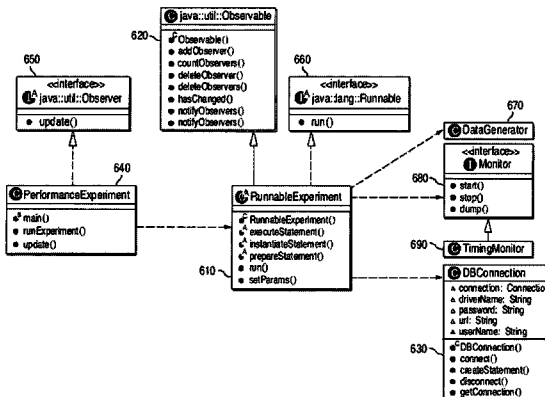 650
<<interface>>
java::util::Observer
update()
620
java::util::Observable
Observable()
addObserver()
countObservers()
deleteObserver()
deleteObservers()
hasChanged()
notifyObservers()
notifyObservers()
660
<<interface>>
java::lang::Runnable
run()
670
DataGenerator
<<interface>>
Monitor
680
start()
stop()
dump()
690
TimingMonitor
640
PerformanceExperiment
main()
runExperiment()
update()
RunnableExperiment
RunnableExperiment()
executeStatement()
instantiateStatement()
prepareStatement()
610
run()
setParams()
DBConnection
connection: Connectio
driverName: String
password: String
url: String
userName: String
630
DBConnection()
connect()
createStatement()
disconnect()
getConnection()